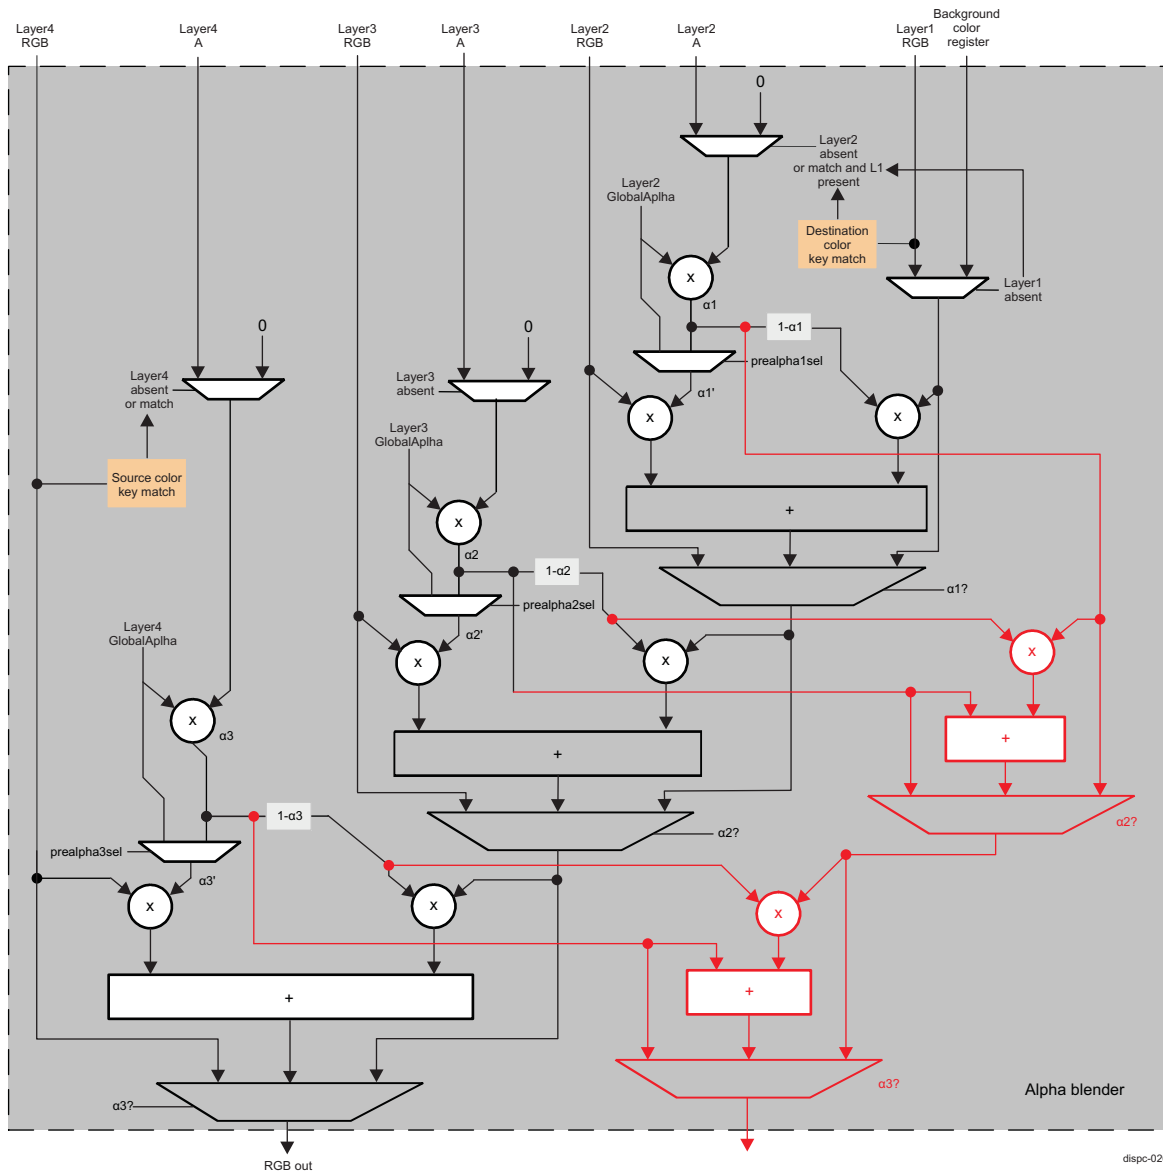 Layer4
RGB
Layer4
A
Layer3
RGB
Layer3
A
Layer2
RGB
Layer2
A
Layer1
RGB
Background
color
register
0
Layer2
absent
or match and L1
present
Layer2
GlobalAplha
Destination
color
key match
x
α1
Layer1
absent
1-α1
prealpha1sel
α1'
x
x
0
0
Layer4
absent
or match
Layer3
absent
Layer3
GlobalAplha
Source color
key match
+
x
α2
1-α2
α1?
prealpha2sel
α2'
x
x
x
Layer4
GlobalAplha
x
α3
+
+
1-α3
α2?
α2?
prealpha3sel
α3'
x
x
x
+
+
α3?
α3?
Alpha blender
RGB out
dispc-02